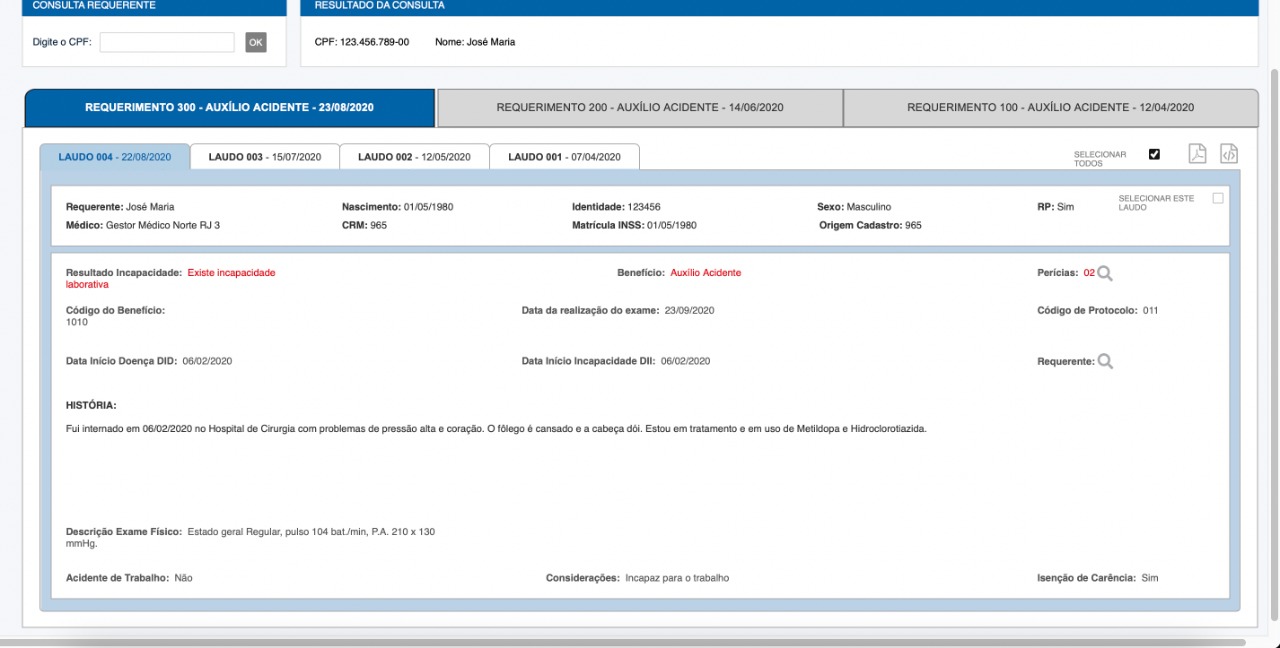 CONSULTA REQUERENTE
RESULTADO DA CONSULTA
Digite o CPF:
OK
CPF: 123.456.789-00 Nome: José Maria
REQUERIMENTO 300 - AUXÍLIO ACIDENTE - 23/08/2020
REQUERIMENTO 200 - AUXÍLIO ACIDENTE - 14/06/2020
REQUERIMENTO 100 - AUXÍLIO ACIDENTE - 12/04/2020
LAUDO 004 - 22/08/2020
LAUDO 003 - 15/07/2020
LAUDO 002 - 12/05/2020
LAUDO 001 - 07/04/2020
SELECIONAR
TODOS
Requerente: José Maria
Nascimento: 01/05/1980
Identidade: 123456
Sexo: Masculino
RP: Sim
SELECIONAR ESTE
LAUDO
Médico: Gestor Médico Norte RJ 3
CRM: 965
Matrícula INSS: 01/05/1980
Origem Cadastro: 965
Resultado Incapacidade: Existe incapacidade
laborativa
Benefício: Auxílio Acidente
Perícias: 02
Código do Benefício:
1010
Data da realização do exame: 23/09/2020
Código de Protocolo: 011
Data Início Doença DID: 06/02/2020
Data Início Incapacidade DII: 06/02/2020
Requerente:
HISTÓRIA:
Fui internado em 06/02/2020 no Hospital de Cirurgia com problemas de pressão alta e coração. O fôlego é cansado e a cabeça dói. Estou em tratamento e em uso de Metildopa e Hidroclorotiazida.
Descrição Exame Físico: Estado geral Regular, pulso 104 bat./min, P.A. 210 x 130
mmHg.
Acidente de Trabalho: Não
Considerações: Incapaz para o trabalho
Isenção de Carência: Sim